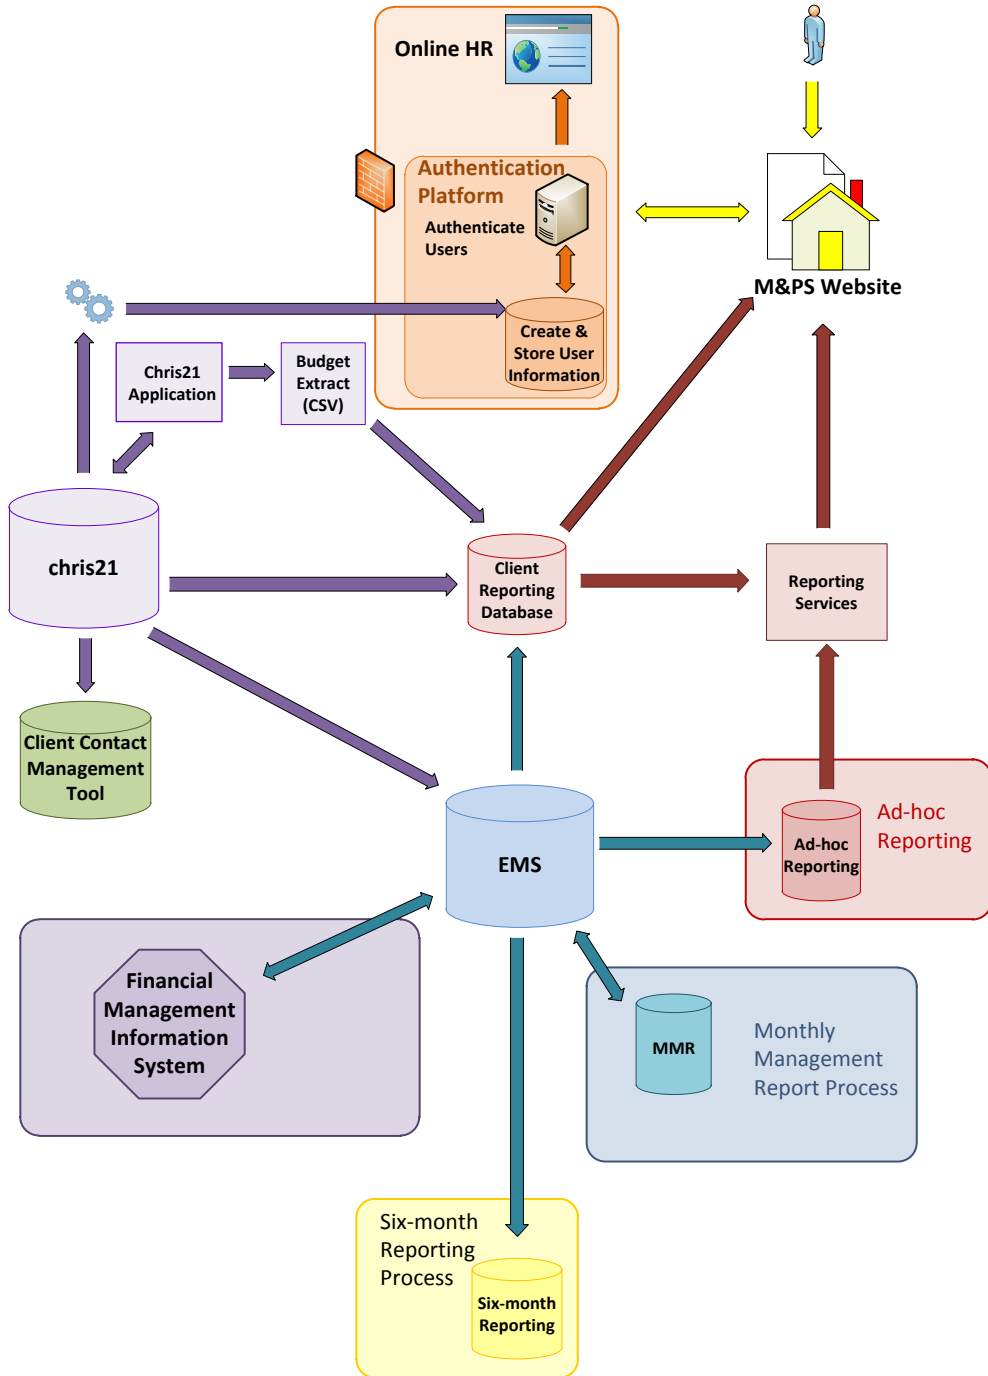 Online HR
Authentication
Platform
Authenticate
Users
Create &
Store User
Information
M&PS Website
Chris21
Application
Budget
Extract
(CSV)
chris21
Client
Reporting
Database
Reporting
Services
Client Contact
Management
Tool
EMS
Ad-hoc
Reporting
Ad-hoc
Reporting
Financial
Management
Information
System
MMR
Monthly
Management
Report Process
Six-month
Reporting
Process
Six-month
Reporting